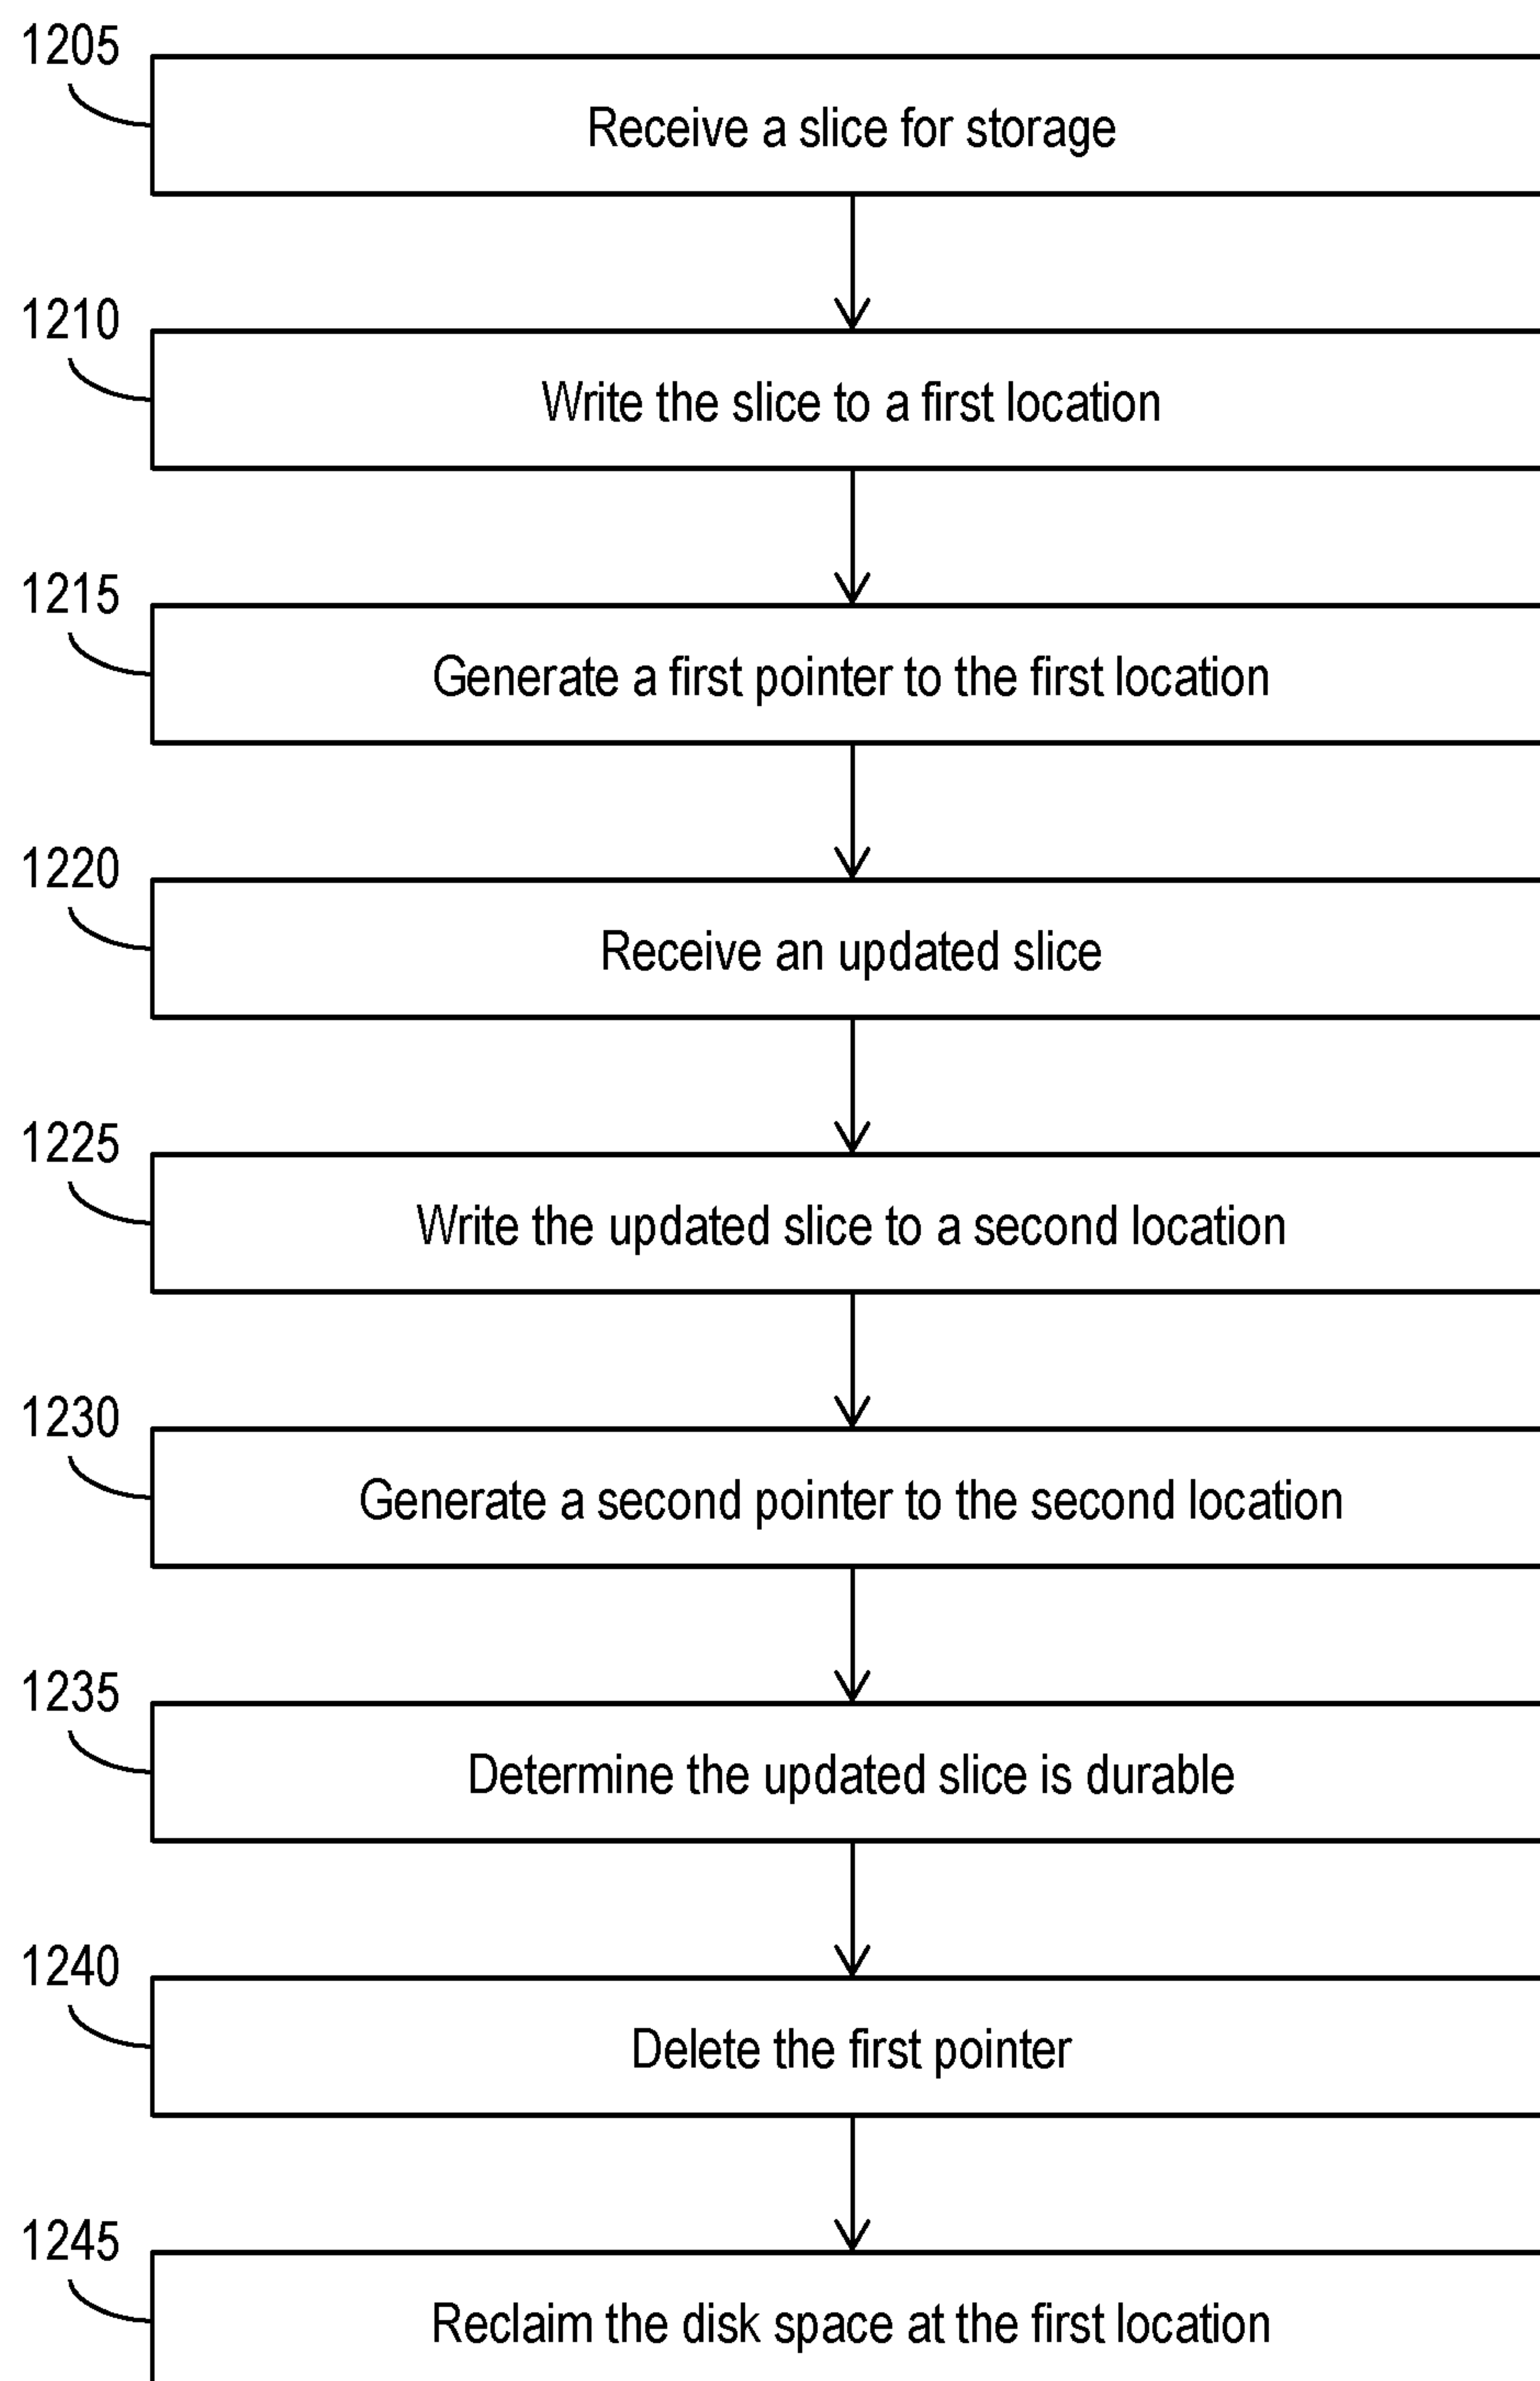 1205
Receive a slice for storage
1210
Write the slice to a first location
1215
Generate a first pointer to the first location
1220
Receive an updated slice
1225
Write the updated slice to a second location
1230
Generate a second pointer to the second location
1235
Determine the updated slice is durable
1240
Delete the first pointer
1245
Reclaim the disk space at the first location